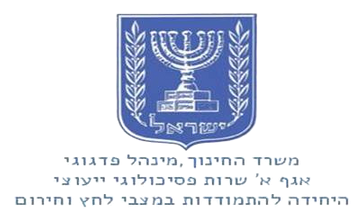 ישראל
משרד החינוך,מינהל פדגוגי
אגף א' שרות פסיכולוגי ייעוצי
היחידה להתמודדות במצבי לחץ וחירום